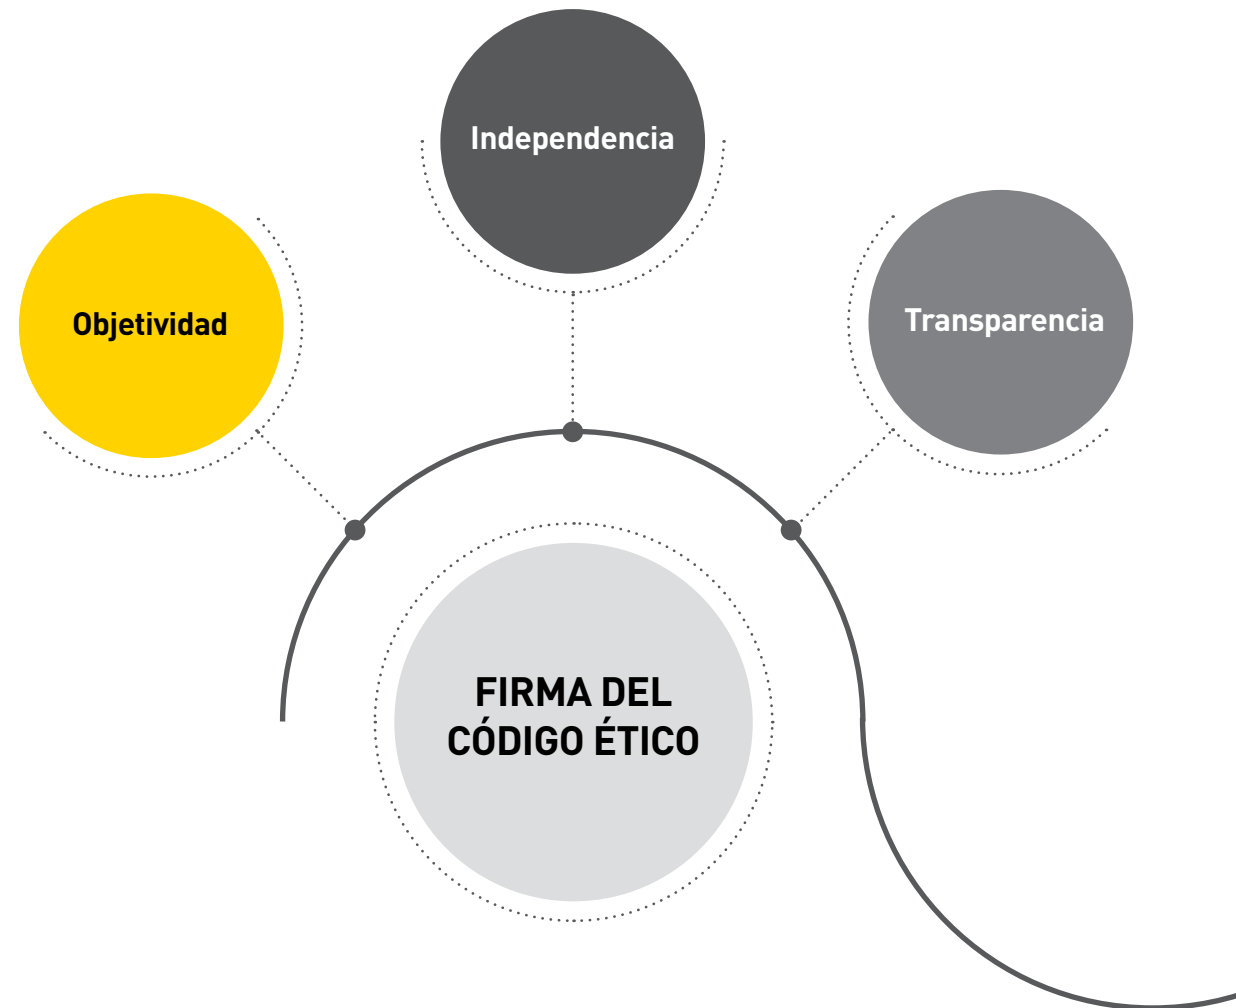 Independencia
Objetividad
Transparencia
FIRMA DEL
CÓDIGO ÉTICO